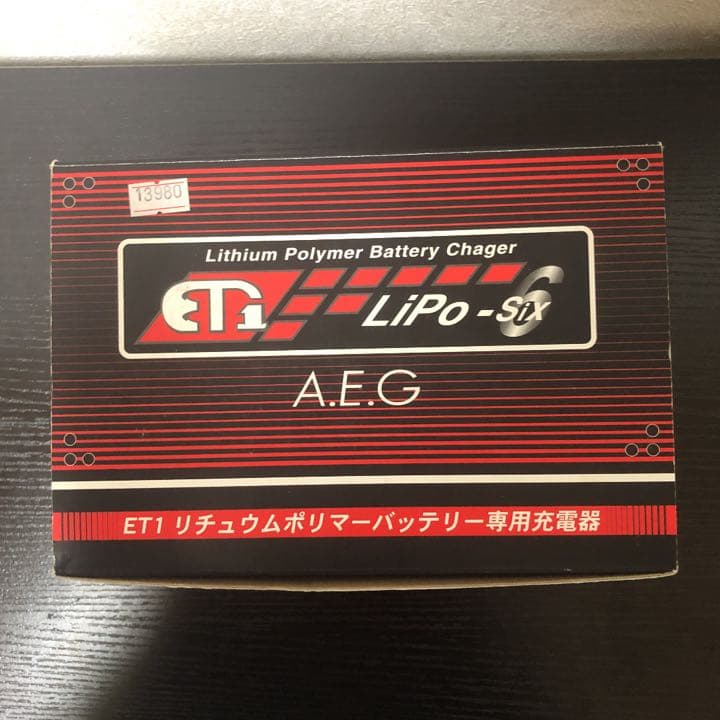 13980
Lithium Polymer Battery Chager
ET1 LiPo -Six 6
A.E.G
ET1 リチュウムポリマーバッテリー専用充電器